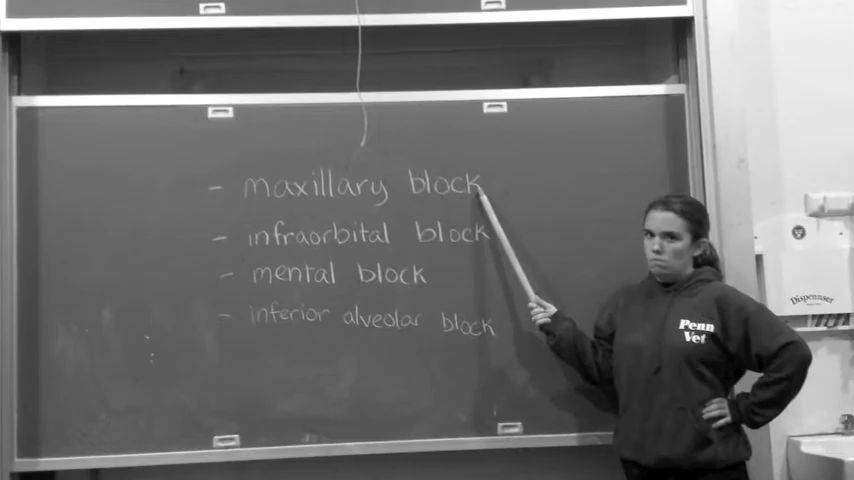 - maxillary block
- infraorbital block
- mental block
- inferior alveolar block
Penn
Vet
Dispenser